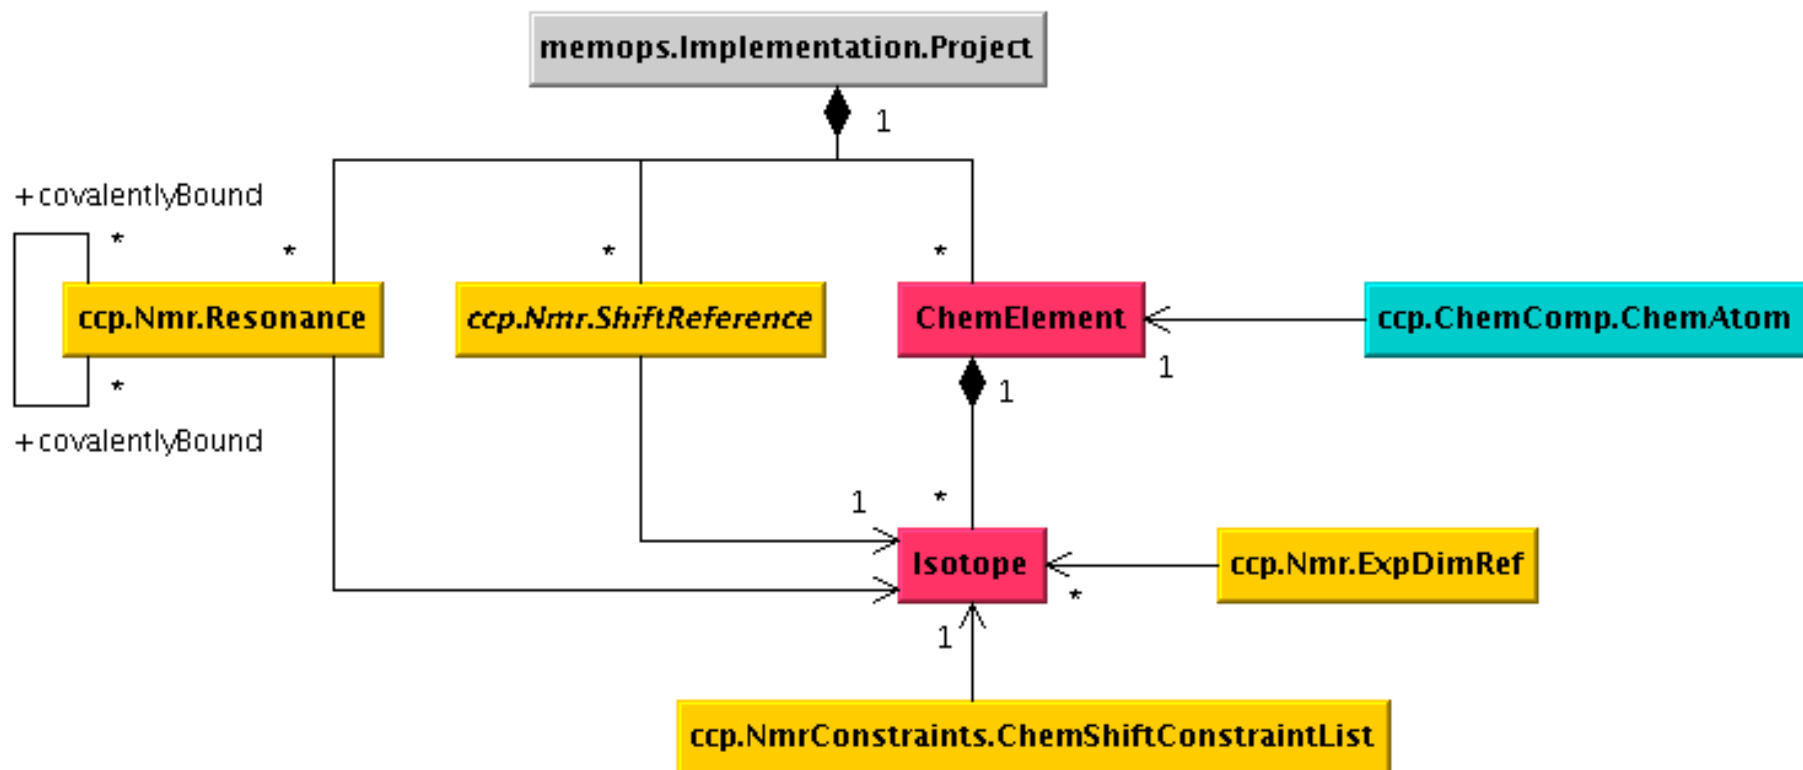 memops.Implementation.Project
1
+covalentlyBound
*
*
*
*
ccp.Nmr.Resonance
ccp.Nmr.ShiftReference
ChemElement
ccp.ChemComp.ChemAtom
1
*
1
+covalentlyBound
1
*
Isotope
ccp.Nmr.ExpDimRef
*
1
ccp.NmrConstraints.ChemShiftConstraintList